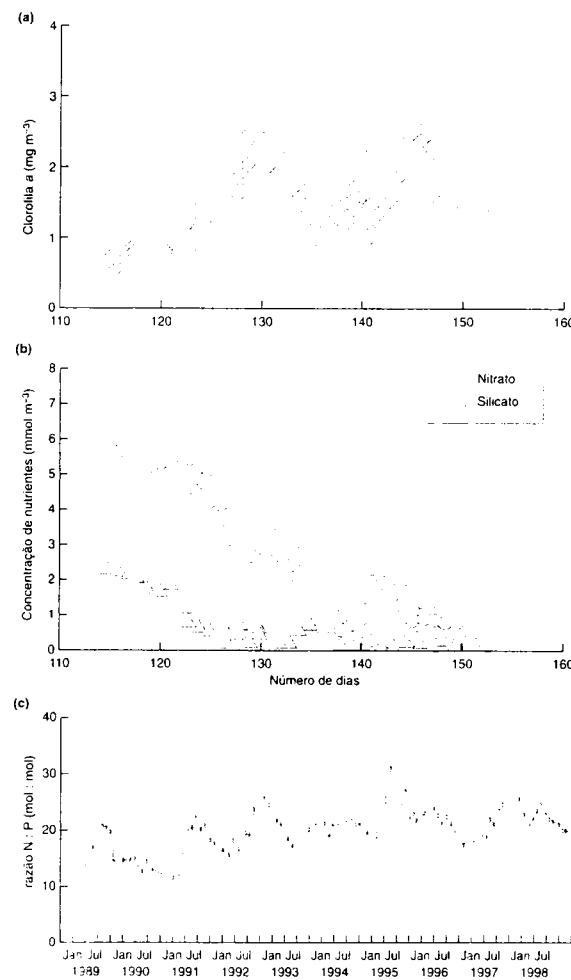 (a)
Clorofila a (mg m⁻³)
4
3
2
1
0
110 120 130 140 150 160
(b)
Concentração de nutrientes (mmol m⁻³)
8
7
6
5
4
3
2
1
0
Nitrato
Silicato
110 120 130 140 150 160
Número de dias
(c)
razão N : P (mol : mol)
40
30
20
10
0
Jan Jul Jan Jul Jan Jul Jan Jul Jan Jul Jan Jul Jan Jul Jan Jul Jan Jul Jan Jul
1989 1990 1991 1992 1993 1994 1995 1996 1997 1998